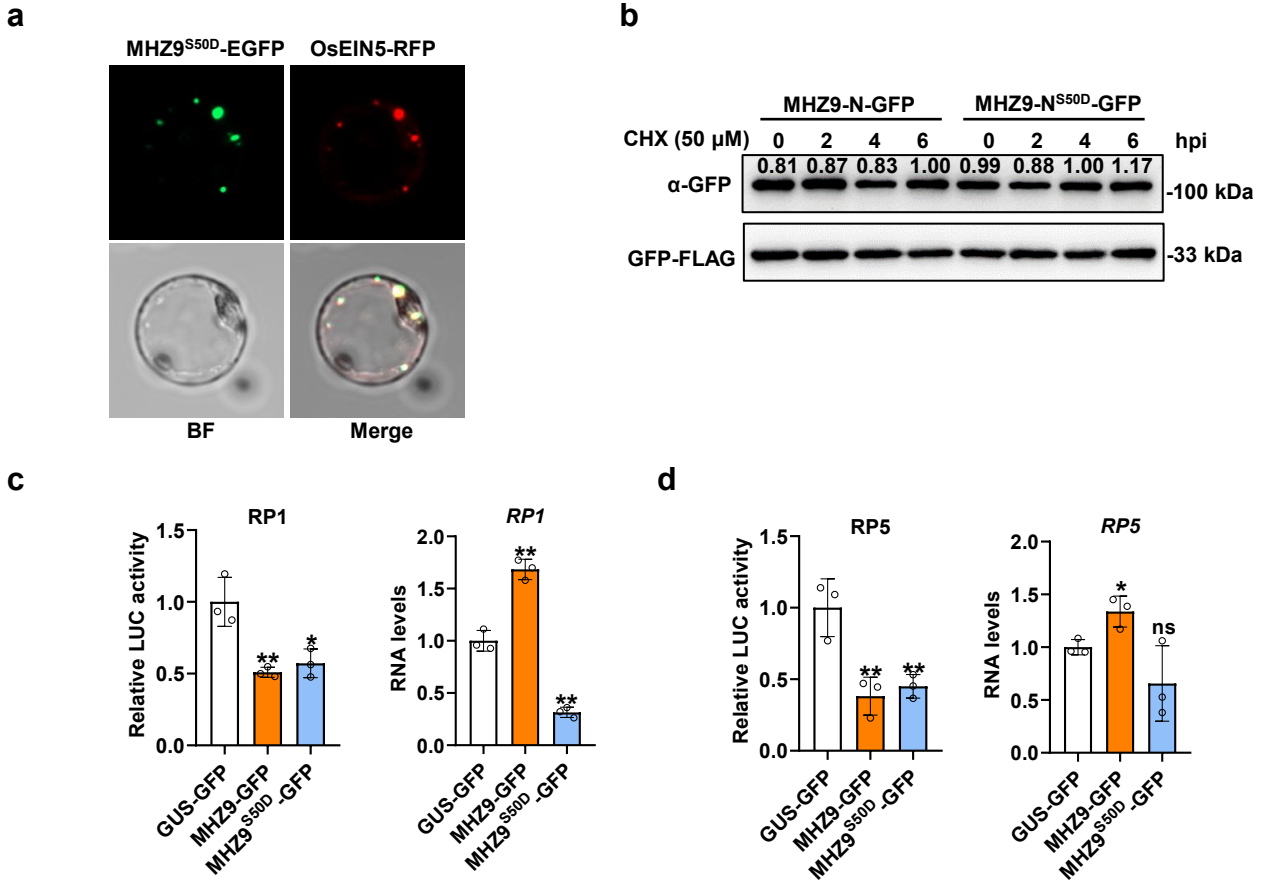 a
MHZ9S50D-EGFP OsEIN5-RFP
BF Merge
b
MHZ9-N-GFP MHZ9-NS50D-GFP
CHX (50 µM) 0 2 4 6 0 2 4 6 hpi
0.81 0.87 0.83 1.00 0.99 0.88 1.00 1.17
α-GFP -100 kDa
GFP-FLAG -33 kDa
c
RP1
Relative LUC activity
1.5
1.0
0.5
0.0
** *
GUS-GFP
MHZ9-GFP
MHZ9S50D-GFP
RP1
RNA levels
2.0
1.5
1.0
0.5
0.0
** **
GUS-GFP
MHZ9-GFP
MHZ9S50D-GFP
d
RP5
Relative LUC activity
1.5
1.0
0.5
0.0
** **
GUS-GFP
MHZ9-GFP
MHZ9S50D-GFP
RP5
RNA levels
2.0
1.5
1.0
0.5
0.0
* ns
GUS-GFP
MHZ9-GFP
MHZ9S50D-GFP